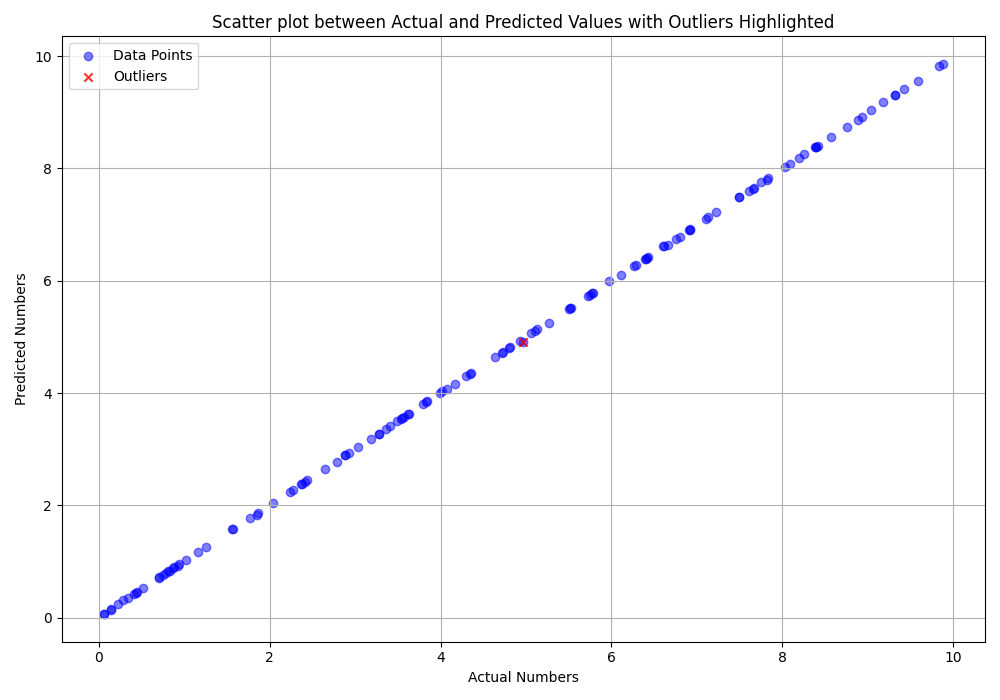 Scatter plot between Actual and Predicted Values with Outliers Highlighted
Data Points
Outliers
10
8
6
4
2
0
Predicted Numbers
0 2 4 6 8 10
Actual Numbers